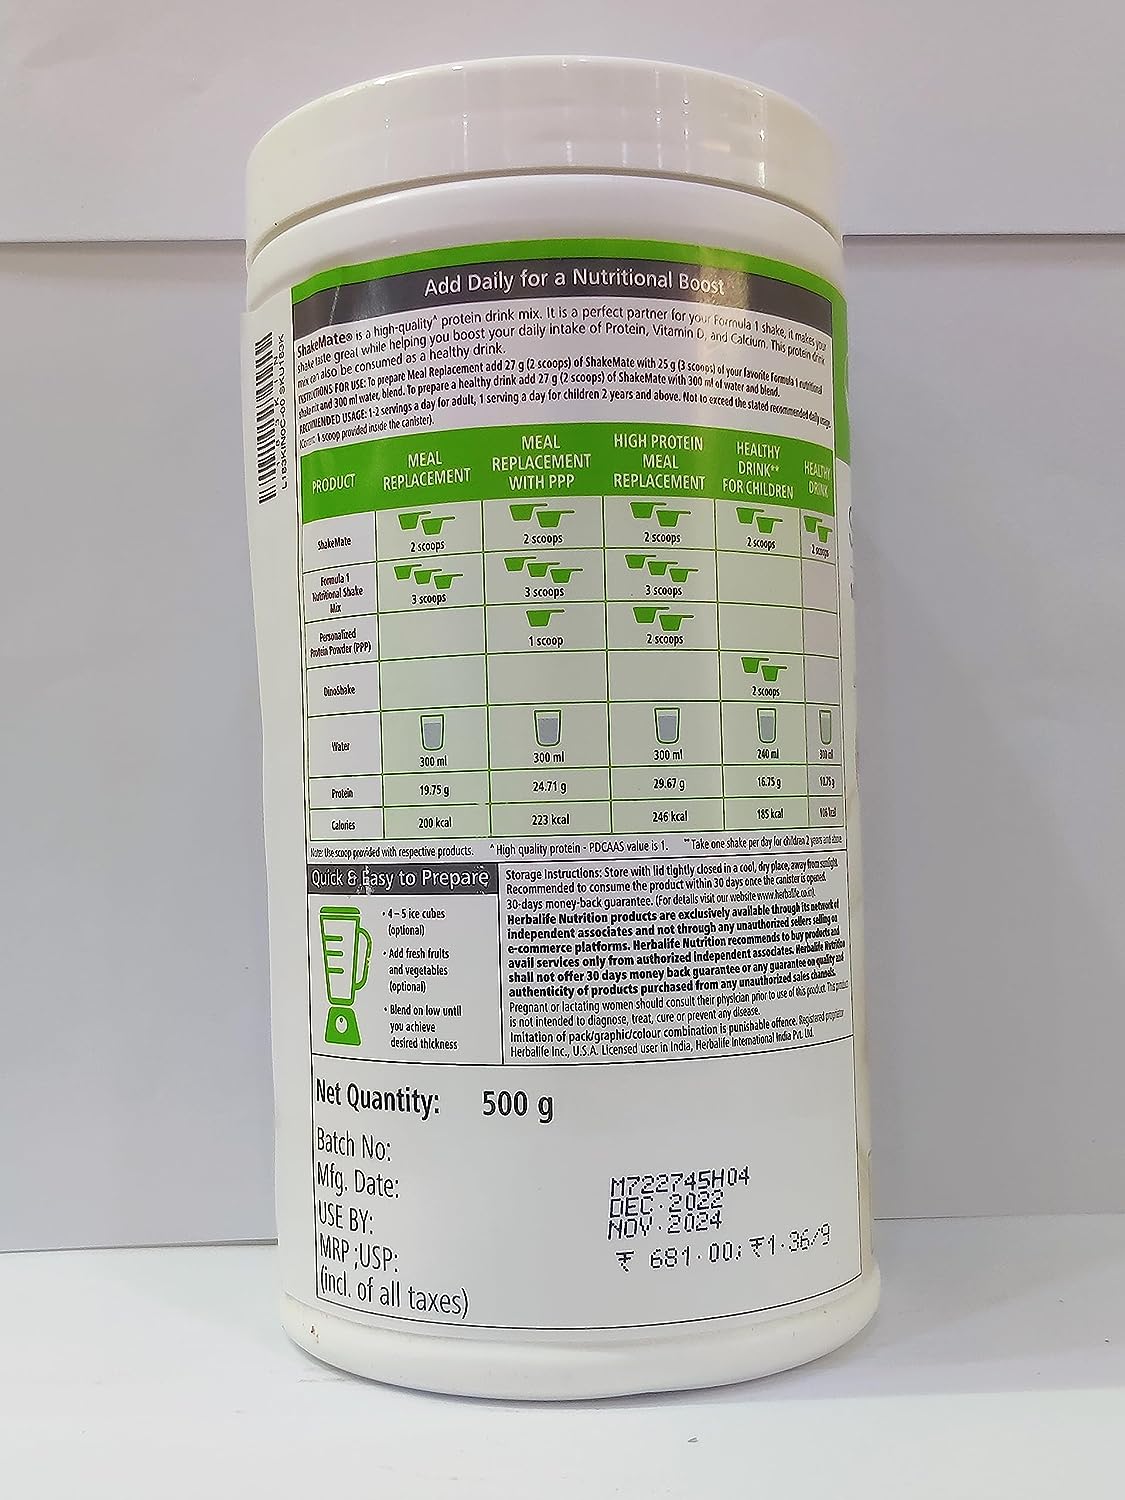 Add Daily for a Nutritional Boost
ShakeMate® is a high-quality^ protein drink mix. It is a perfect partner for your Formula 1 shake, it makes your
shake taste great while helping you boost your daily intake of Protein, Vitamin D, and Calcium. This protein drink
mix can also be consumed as a healthy drink.
INSTRUCTIONS FOR USE: To prepare Meal Replacement add 27 g (2 scoops) of ShakeMate with 25 g (3 scoops) of your favorite Formula 1 nutritional
shake mix and 300 ml water, blend. To prepare a healthy drink add 27 g (2 scoops) of ShakeMate with 300 ml of water and blend.
RECOMMENDED USAGE: 1-2 servings a day for adult, 1 serving a day for children 2 years and above. Not to exceed the stated recommended daily usage.
1 scoop provided inside the canister).
PRODUCT MEAL REPLACEMENT MEAL REPLACEMENT WITH PPP HIGH PROTEIN MEAL REPLACEMENT HEALTHY DRINK** FOR CHILDREN HEALTHY DRINK
ShakeMate 2 scoops 2 scoops 2 scoops 2 scoops 2 scoops
Formula 1 Nutritional Shake Mix 3 scoops 3 scoops 3 scoops
Personalized Protein Powder (PPP) 1 scoop 2 scoops
DinoShake 2 scoops
Water 300 ml 300 ml 300 ml 240 ml 300 ml
Protein 19.75 g 24.71 g 29.67 g 16.75 g 10.75 g
Calories 200 kcal 223 kcal 246 kcal 185 kcal
Note: Use scoop provided with respective products. ^High quality protein - PDCAAS value is 1. **Take one shake per day for children 2 years and above
Quick & Easy to Prepare
• 4 – 5 ice cubes
(optional)
• Add fresh fruits
and vegetables
(optional)
• Blend on low until
you achieve
desired thickness
Storage Instructions: Store with lid tightly closed in a cool, dry place, away from sunlight.
Recommended to consume the product within 30 days once the canister is opened.
30-days money-back guarantee. (For details visit our website www.herbalife.co.in).
Herbalife Nutrition products are exclusively available through its network of
independent associates and not through any unauthorized sellers selling on
e-commerce platforms. Herbalife Nutrition recommends to buy products and
avail services only from authorized independent associates. Herbalife Nutrition
shall not offer 30 days money back guarantee or any guarantee on quality and
authenticity of products purchased from any unauthorized sales channels.
Pregnant or lactating women should consult their physician prior to use of this product. This product
is not intended to diagnose, treat, cure or prevent any disease.
Imitation of pack/graphic/colour combination is punishable offence. Registered proprietor
Herbalife Inc., U.S.A. Licensed user in India, Herbalife International India Pvt. Ltd.
Net Quantity: 500 g
Batch No: M722745H04
Mfg. Date: DEC.2022
USE BY: NOV.2024
MRP ;USP: ₹ 681.00; ₹1.36/9
(incl. of all taxes)